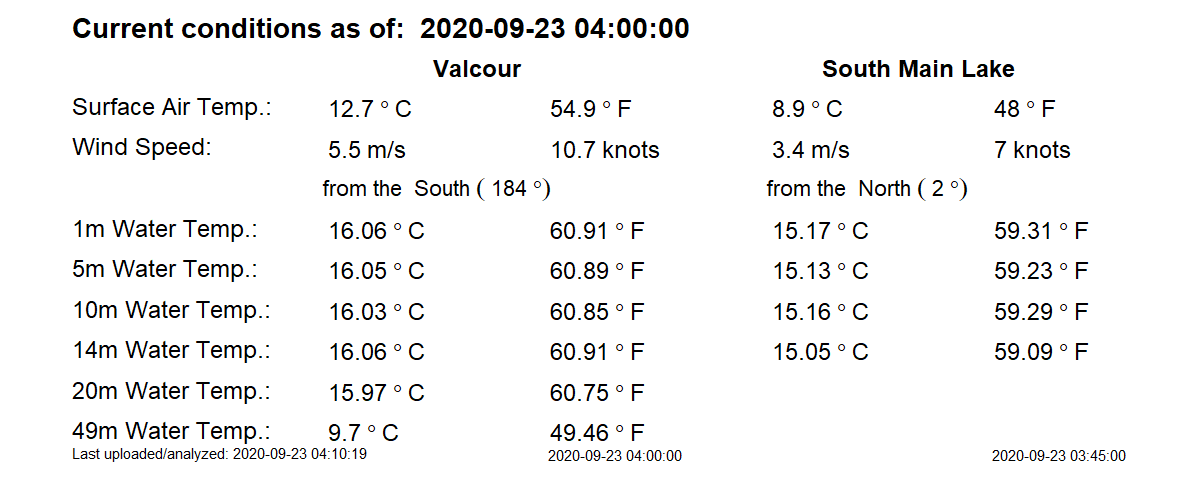 Current conditions as of: 2020-09-23 04:00:00
Valcour South Main Lake
Surface Air Temp.: 12.7 ° C 54.9 ° F 8.9 ° C 48 ° F
Wind Speed: 5.5 m/s 10.7 knots 3.4 m/s 7 knots
from the South ( 184 °) from the North ( 2 °)
1m Water Temp.: 16.06 ° C 60.91 ° F 15.17 ° C 59.31 ° F
5m Water Temp.: 16.05 ° C 60.89 ° F 15.13 ° C 59.23 ° F
10m Water Temp.: 16.03 ° C 60.85 ° F 15.16 ° C 59.29 ° F
14m Water Temp.: 16.06 ° C 60.91 ° F 15.05 ° C 59.09 ° F
20m Water Temp.: 15.97 ° C 60.75 ° F
49m Water Temp.: 9.7 ° C 49.46 ° F
Last uploaded/analyzed: 2020-09-23 04:10:19 2020-09-23 04:00:00 2020-09-23 03:45:00